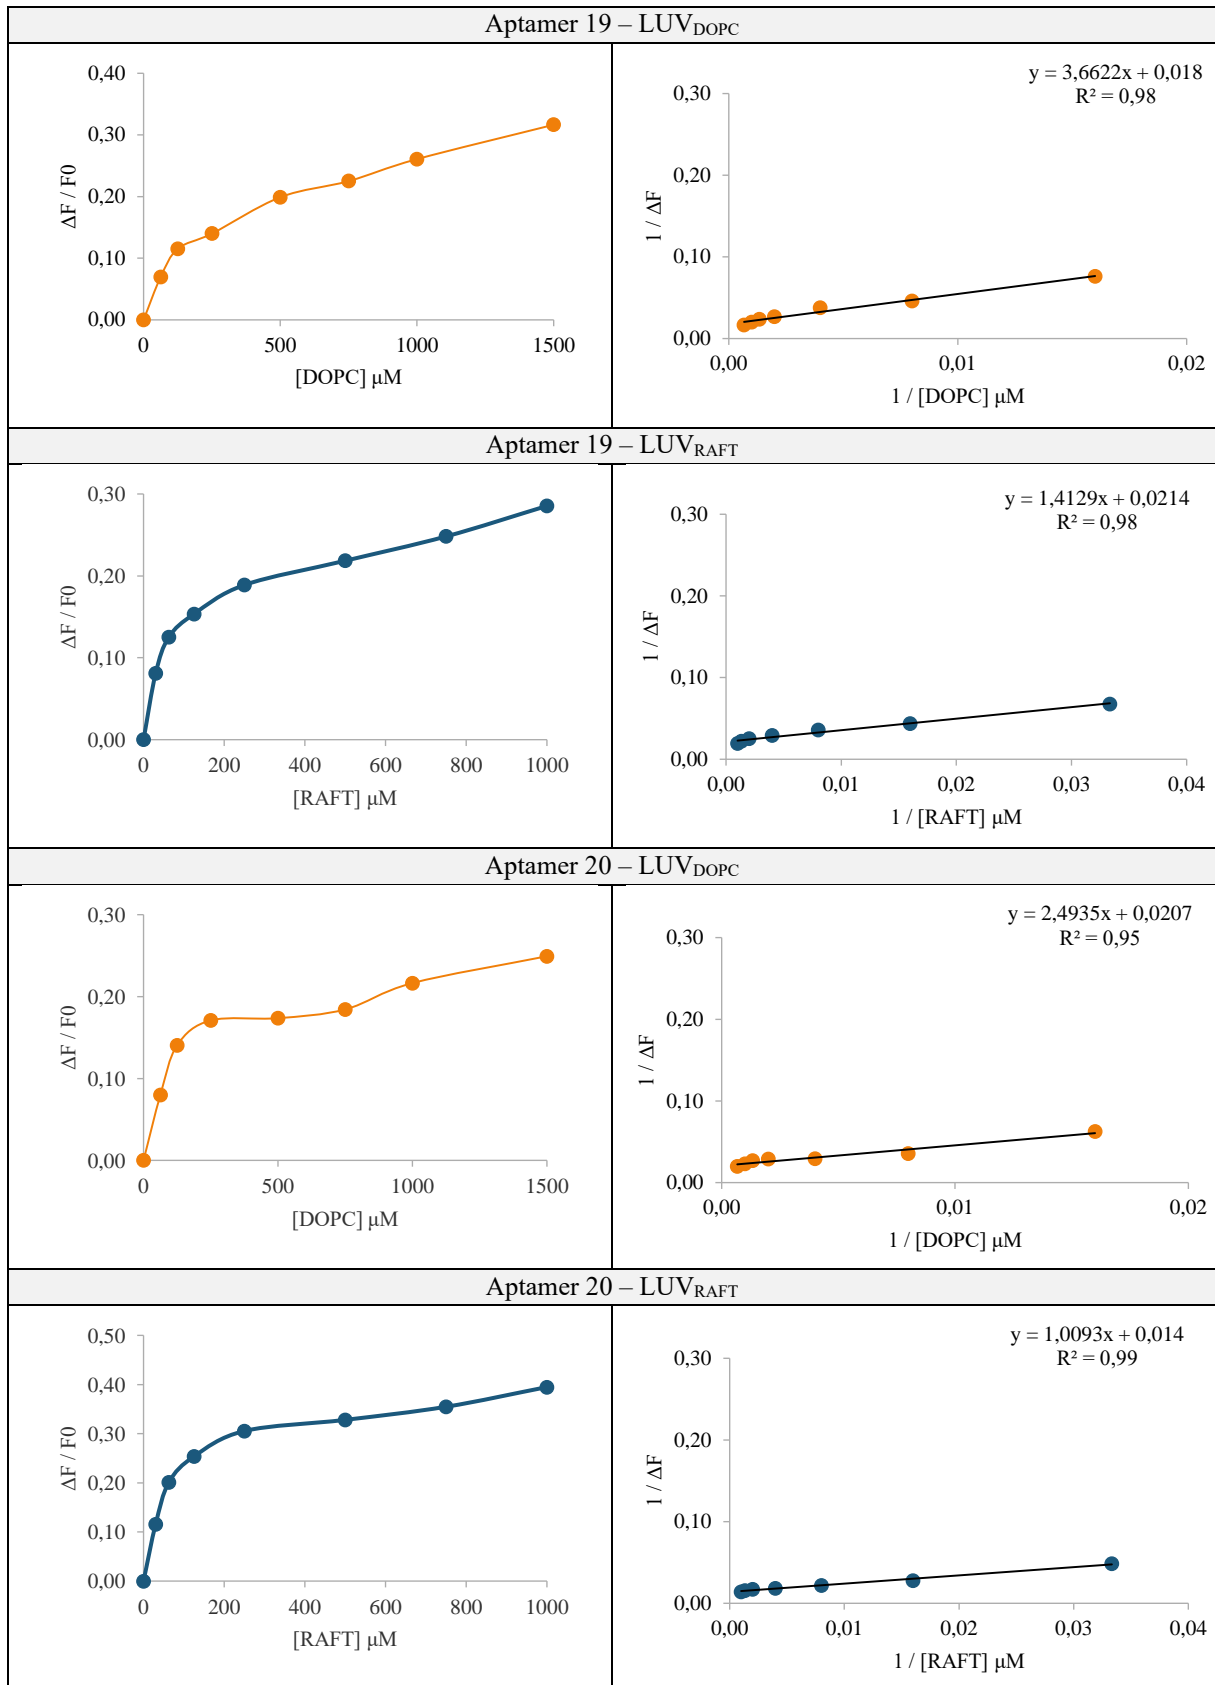 Aptamer 19 – LUVDOPC
0,40
0,30
0,20
0,10
0,00
ΔF / F0
0 500 1000 1500
[DOPC] μM
y = 3,6622x + 0,018
R² = 0,98
0,30
0,20
0,10
0,00
1 / ΔF
0,00 0,01 0,02
1 / [DOPC] μM
Aptamer 19 – LUVRAFT
0,30
0,20
0,10
0,00
ΔF / F0
0 200 400 600 800 1000
[RAFT] μM
y = 1,4129x + 0,0214
R² = 0,98
0,30
0,20
0,10
0,00
1 / ΔF
0,00 0,01 0,02 0,03 0,04
1 / [RAFT] μM
Aptamer 20 – LUVDOPC
0,30
0,20
0,10
0,00
ΔF / F0
0 500 1000 1500
[DOPC] μM
y = 2,4935x + 0,0207
R² = 0,95
0,30
0,20
0,10
0,00
1 / ΔF
0,00 0,01 0,02
1 / [DOPC] μM
Aptamer 20 – LUVRAFT
0,50
0,40
0,30
0,20
0,10
0,00
ΔF / F0
0 200 400 600 800 1000
[RAFT] μM
y = 1,0093x + 0,014
R² = 0,99
0,30
0,20
0,10
0,00
1 / ΔF
0,00 0,01 0,02 0,03 0,04
1 / [RAFT] μM